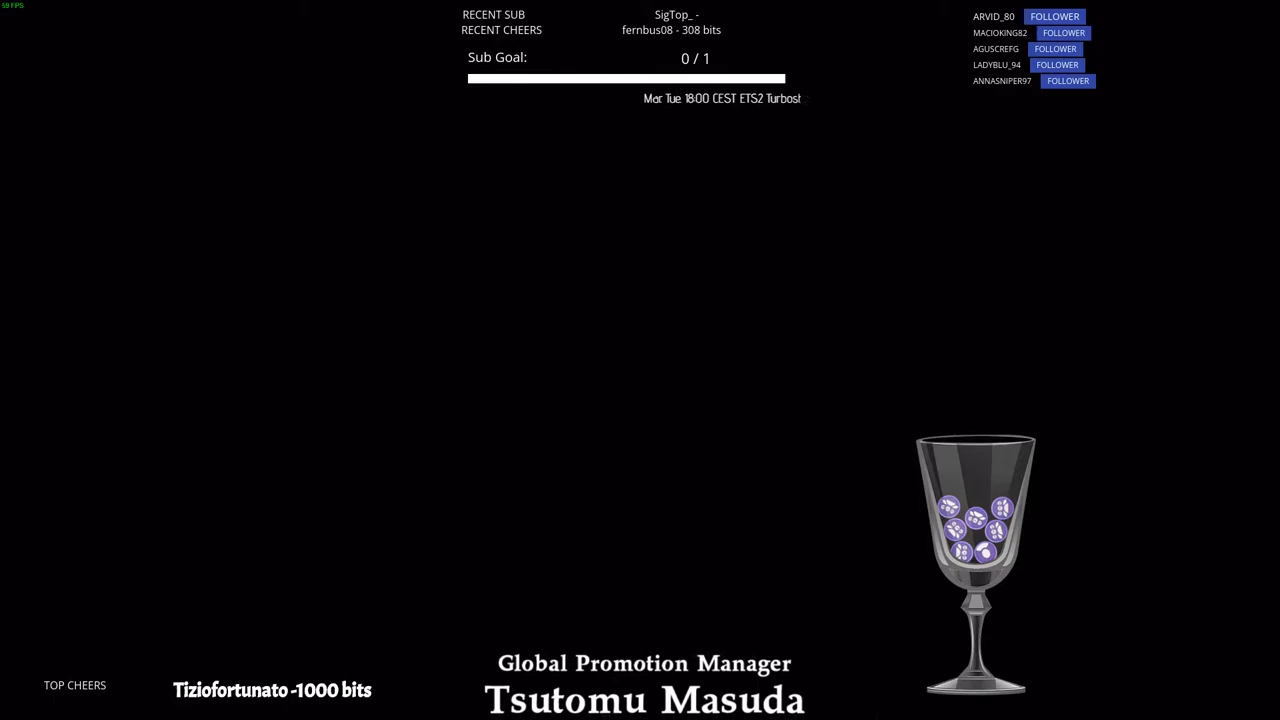 59 FPS
RECENT SUB
SigTop_ -
RECENT CHEERS
fernbus08 - 308 bits
Sub Goal:
0 / 1
Mar Tue 18:00 CEST ETS2 Turbost
ARVID_80 FOLLOWER
MACIOKING82 FOLLOWER
AGUSCREFG FOLLOWER
LADYBLU_94 FOLLOWER
ANNASNIPER97 FOLLOWER
Global Promotion Manager
Tsutomu Masuda
TOP CHEERS
Tiziofortunato -1000 bits